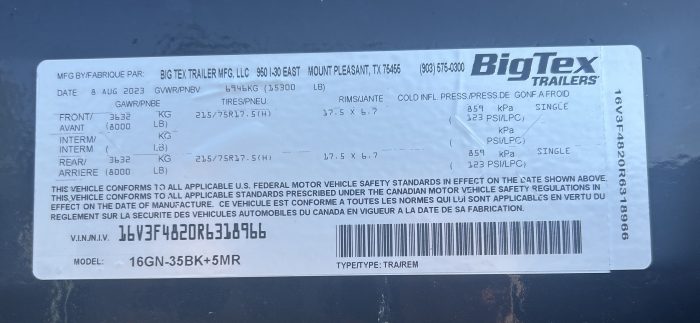 MFG BY/FABRIQUE PAR: BIG TEX TRAILER MFG. LLC 950 I-30 EAST MOUNT PLEASANT, TX 75455 (903) 575-0300 BigTex TRAILERS
DATE 8 AUG 2023 GVWR/PNBV 6946KG (15300 LB)
GAWR/PNBE TIRES/PNEU RIMS/JANTE COLD INFL. PRESS./PRESS.DE GONF.A FROID
FRONT/ 3632 KG 215/75R17.5(H) 17.5 X 6.7 859 kPa SINGLE
AVANT (8000 LB) ( 123 PSI/LPC)
INTERM/ KG kPa
INTERM ( LB) ( PSI/LPC)
REAR/ 3632 KG 215/75R17.5(H) 17.5 X 6.7 859 kPa SINGLE
ARRIERE (8000 LB) ( 123 PSI/LPC)
THIS VEHICLE CONFORMS TO ALL APPLICABLE U.S. FEDERAL MOTOR VEHICLE SAFETY STANDARDS IN EFFECT ON THE DATE SHOWN ABOVE.
THIS VEHICLE CONFORMS TO ALL APPLICABLE STANDARDS PRESCRIBED UNDER THE CANADIAN MOTOR VEHICLE SAFETY REGULATIONS IN
EFFECT ON THE DATE OF MANUFACTURE. CE VEHICULE EST CONFORME A TOUTES LES NORMES QUI LUI SONT APPLICABLES EN VERTU DU
REGLEMENT SUR LA SECURITE DES VEHICULES AUTOMOBILES DU CANADA EN VIGUEUR A LA DATE DE SA FABRICATION.
V.I.N./N.I.V. 16V3F4820R6318966
MODEL: 16GN-35BK+5MR TYPE/TYPE: TRA/REM
16V3F4820R6318966